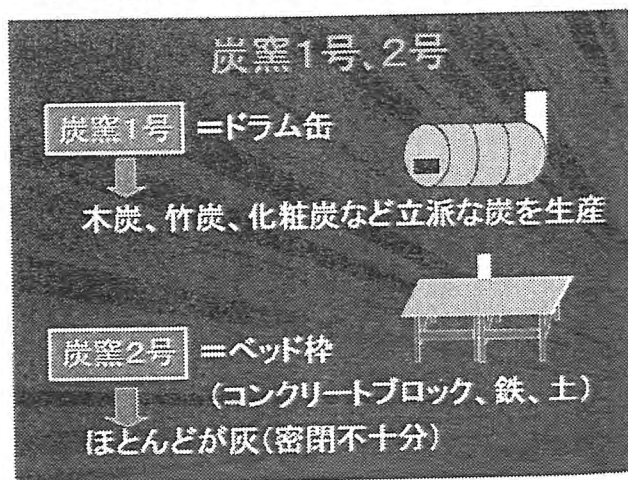 炭窯1号、2号
炭窯1号 =ドラム缶
木炭、竹炭、化粧炭など立派な炭を生産
炭窯2号 =ベッド枠
(コンクリートブロック、鉄、土)
ほとんどが灰(密閉不十分)